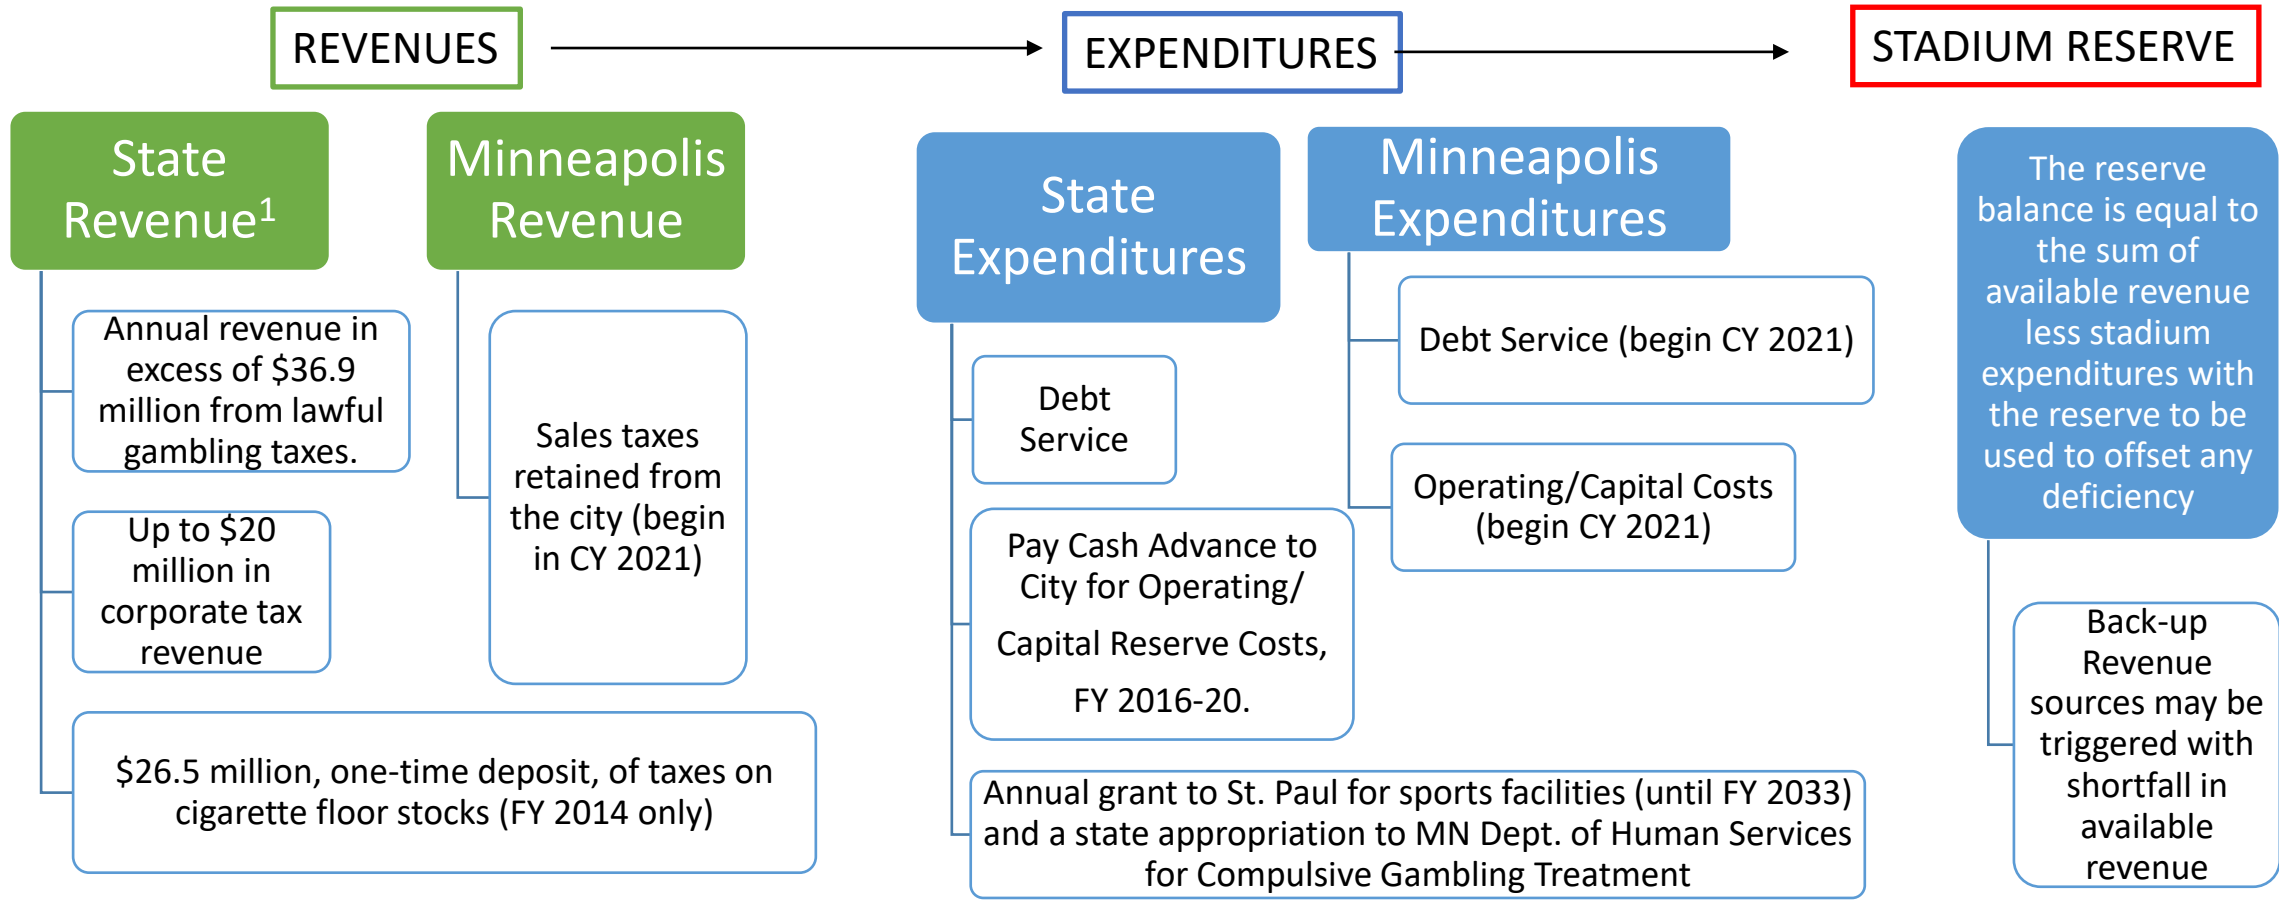 REVENUES
EXPENDITURES
STADIUM RESERVE
State
Revenue¹
Annual revenue in
excess of $36.9
million from lawful
gambling taxes.
Up to $20
million in
corporate tax
revenue
$26.5 million, one-time deposit, of taxes on
cigarette floor stocks (FY 2014 only)
Minneapolis
Revenue
Sales taxes
retained from
the city (begin
in CY 2021)
State
Expenditures
Debt
Service
Pay Cash Advance to
City for Operating/
Capital Reserve Costs,
FY 2016-20.
Annual grant to St. Paul for sports facilities (until FY 2033)
and a state appropriation to MN Dept. of Human Services
for Compulsive Gambling Treatment
Minneapolis
Expenditures
Debt Service (begin CY 2021)
Operating/Capital Costs
(begin CY 2021)
The reserve
balance is equal to
the sum of
available revenue
less stadium
expenditures with
the reserve to be
used to offset any
deficiency
Back-up
Revenue
sources may be
triggered with
shortfall in
available
revenue